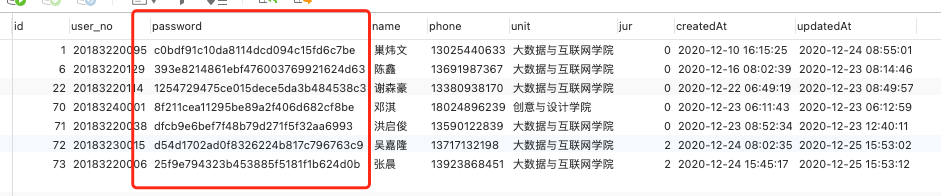 id user_no password name phone unit jur createdAt updatedAt
1 20183220095 c0bdf91c10da8114dcd094c15fd6c7be 巢炜文 13025440633 大数据与互联网学院 0 2020-12-10 16:15:25 2020-12-24 08:55:01
6 20183220129 393e8214861ebf476003769921624d63 陈鑫 13691987367 大数据与互联网学院 0 2020-12-16 08:02:39 2020-12-23 08:14:46
22 20183220114 1254729475ce015dece5da3b484538c3 谢森豪 13380938170 大数据与互联网学院 0 2020-12-22 06:49:19 2020-12-23 08:49:57
70 20183240001 8f211cea11295be89a2f406d682cf8be 邓淇 18024896239 创意与设计学院 0 2020-12-23 06:11:43 2020-12-23 06:12:59
71 20183220038 dfcb9e6bef7f48b79d271f5f32aa6993 洪启俊 13590122839 大数据与互联网学院 0 2020-12-23 08:52:34 2020-12-23 12:40:11
72 20183230015 d54d1702ad0f8326224b817c796763c9 吴嘉隆 13717132198 大数据与互联网学院 2 2020-12-24 08:02:35 2020-12-25 15:53:02
73 20183220006 25f9e794323b453885f5181f1b624d0b 张晨 13923868451 大数据与互联网学院 2 2020-12-24 15:45:17 2020-12-25 15:53:12